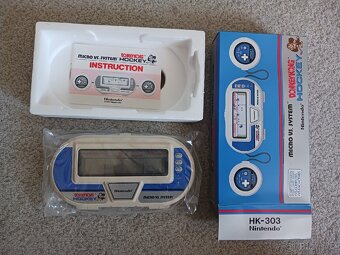 MICRO VS. SYSTEM
DONKEY KONG
HOCKEY
INSTRUCTION
Nintendo
DONKEY KONG
HOCKEY
Nintendo
MICRO VS. SYSTEM
DONKEY KONG
HOCKEY
MICRO VS. SYSTEM
Nintendo
HK-303
Nintendo